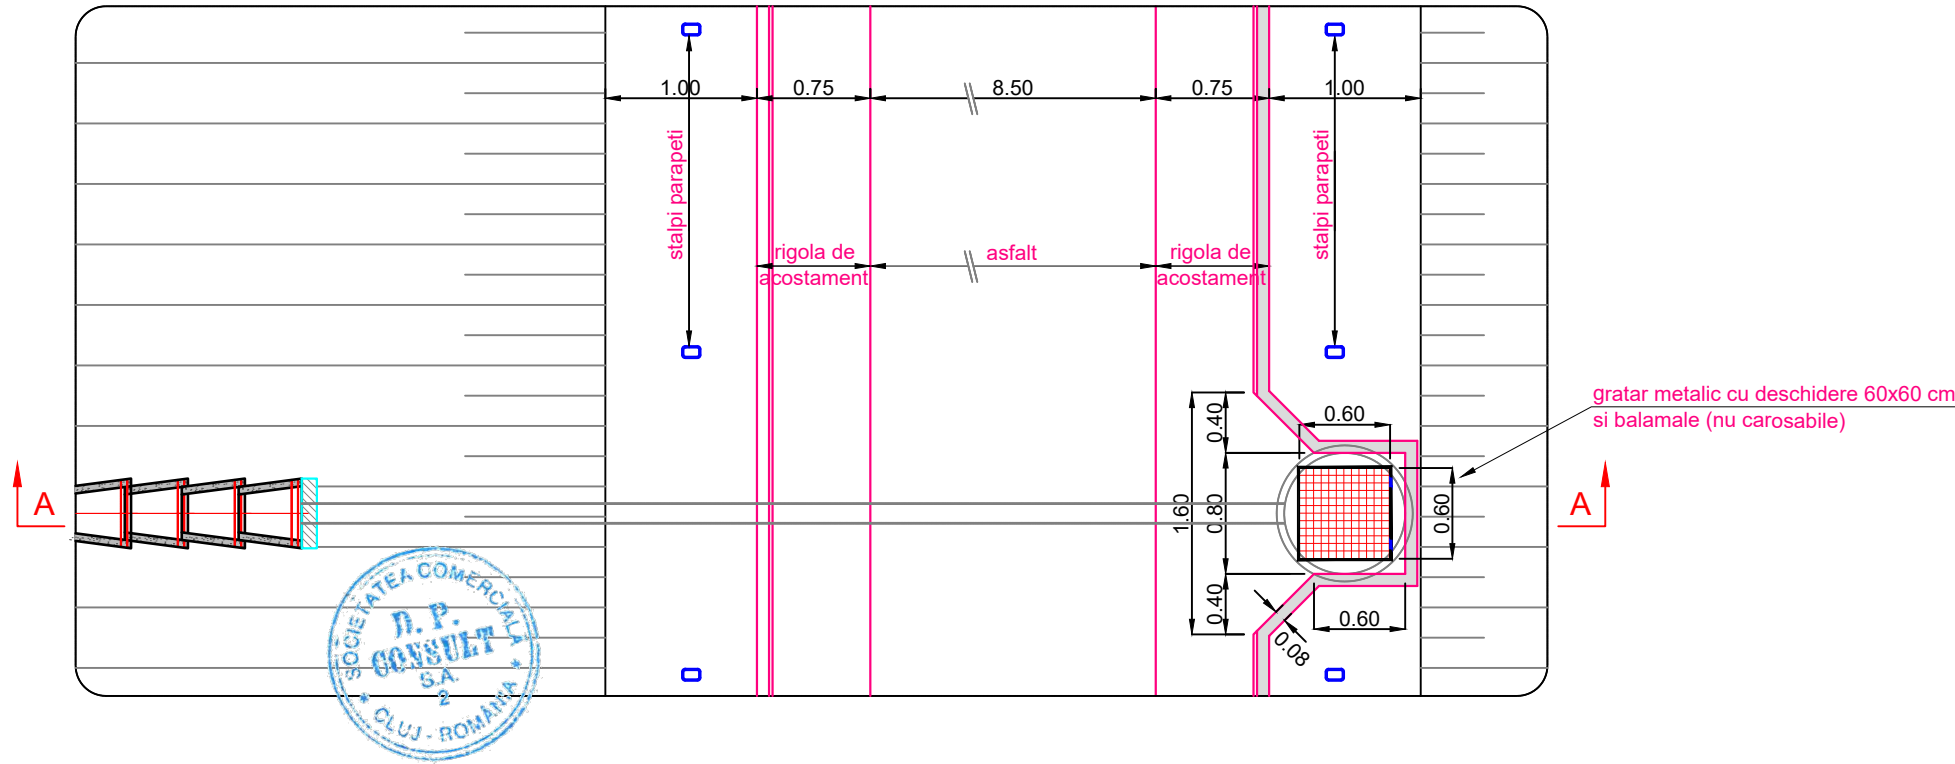 1.00
0.75
8.50
0.75
1.00
stalpi parapeti
stalpi parapeti
rigola de
acostament
asfalt
rigola de
acostament
gratar metalic cu deschidere 60x60 cm
si balamale (nu carosabile)
0.60
0.40
1.60
0.80
0.60
0.40
0.60
0.08
A
A
SOCIETATEA COMERCIALA
D. P.
CONSULT
S.A.
2
* CLUJ - ROMÂNIA *